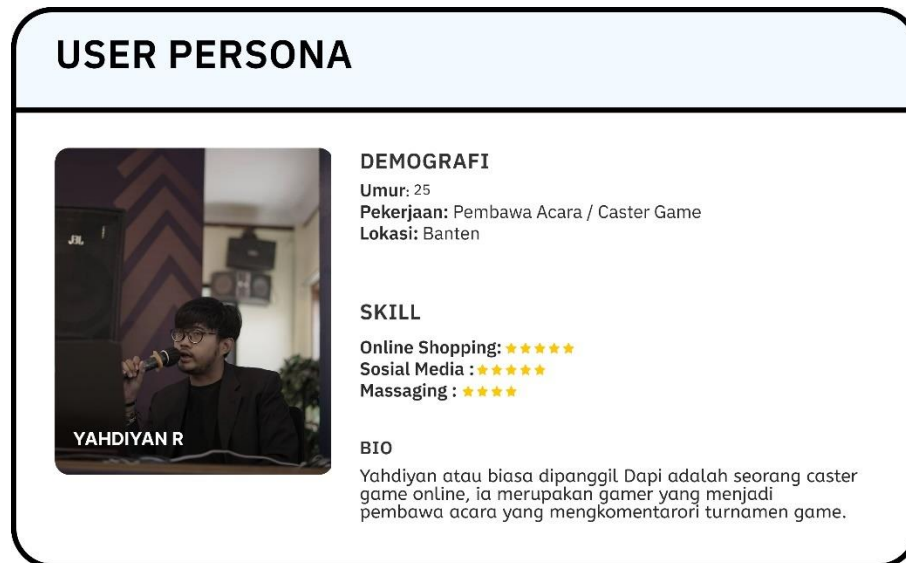 USER PERSONA
JBL
YAHDIYAN R
DEMOGRAFI
Umur: 25
Pekerjaan: Pembawa Acara / Caster Game
Lokasi: Banten
SKILL
Online Shopping: ★★★★★
Sosial Media : ★★★★★
Massaging : ★★★★
BIO
Yahdiyan atau biasa dipanggil Dapi adalah seorang caster
game online, ia merupakan gamer yang menjadi
pembawa acara yang mengkomentarori turnamen game.